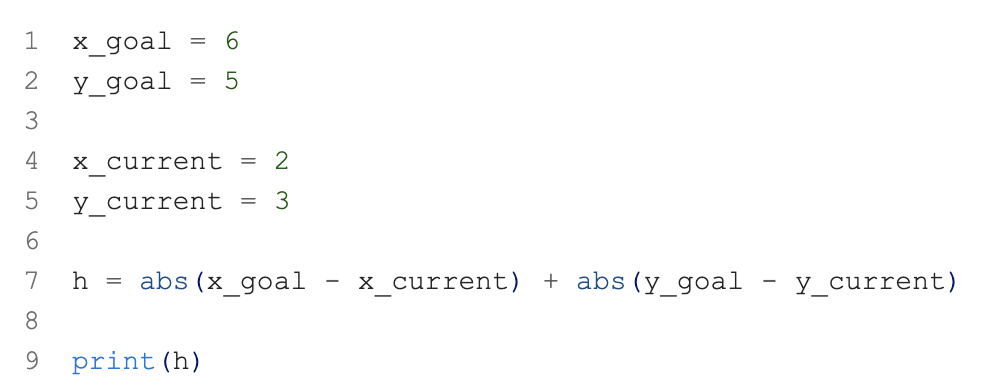 1 x_goal = 6
2 y_goal = 5
3
4 x_current = 2
5 y_current = 3
6
7 h = abs(x_goal - x_current) + abs(y_goal - y_current)
8
9 print(h)